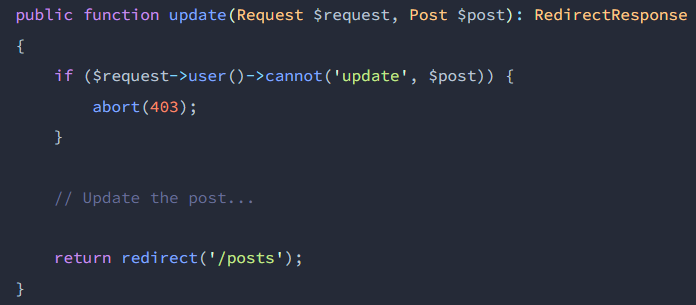 public function update(Request $request, Post $post): RedirectResponse
{
    if ($request->user()->cannot('update', $post)) {
        abort(403);
    }

    // Update the post...

    return redirect('/posts');
}